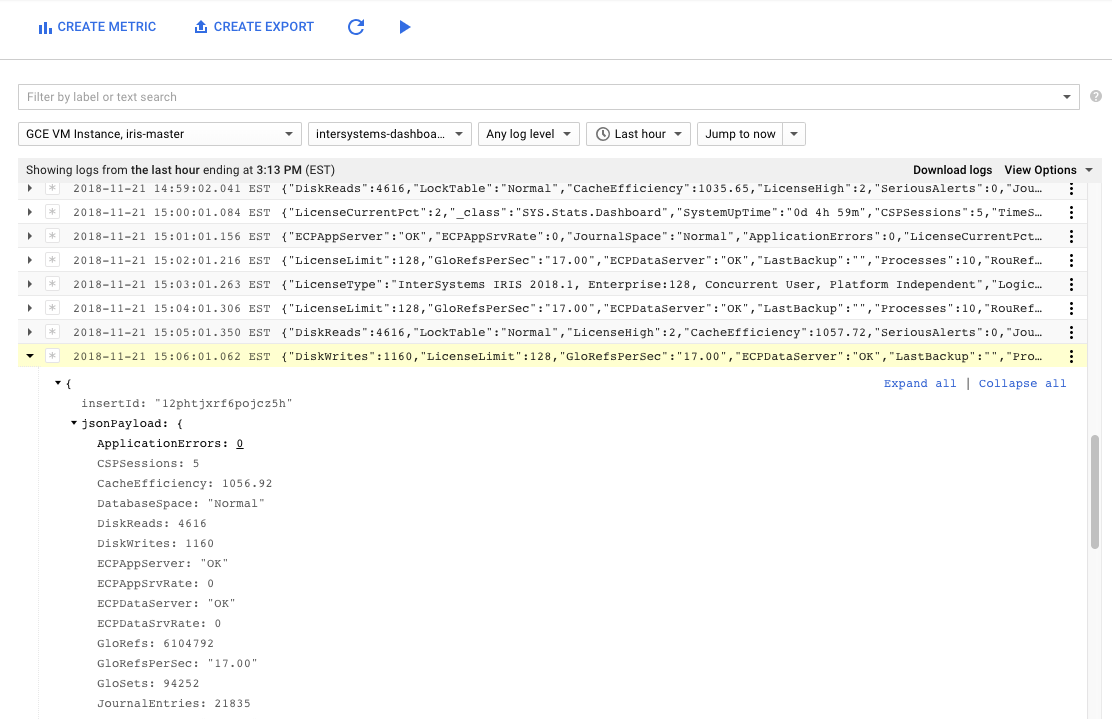 CREATE METRIC CREATE EXPORT
Filter by label or text search
GCE VM Instance, iris-master intersystems-dashboa... Any log level Last hour Jump to now
Showing logs from the last hour ending at 3:13 PM (EST) Download logs View Options
2018-11-21 14:59:02.041 EST {"DiskReads":4616,"LockTable":"Normal","CacheEfficiency":1035.65,"LicenseHigh":2,"SeriousAlerts":0,"Jou...
2018-11-21 15:00:01.084 EST {"LicenseCurrentPct":2,"_class":"SYS.Stats.Dashboard","SystemUpTime":"0d 4h 59m","CSPSessions":5,"TimeS...
2018-11-21 15:01:01.156 EST {"ECPAppServer":"OK","ECPAppSrvRate":0,"JournalSpace":"Normal","ApplicationErrors":0,"LicenseCurrentPct...
2018-11-21 15:02:01.216 EST {"LicenseLimit":128,"GloRefsPerSec":"17.00","ECPDataServer":"OK","LastBackup":"","Processes":10,"RouRef...
2018-11-21 15:03:01.263 EST {"LicenseType":"InterSystems IRIS 2018.1, Enterprise:128, Concurrent User, Platform Independent","Logic...
2018-11-21 15:04:01.306 EST {"LicenseLimit":128,"GloRefsPerSec":"17.00","ECPDataServer":"OK","LastBackup":"","Processes":10,"RouRef...
2018-11-21 15:05:01.350 EST {"DiskReads":4616,"LockTable":"Normal","LicenseHigh":2,"CacheEfficiency":1057.72,"SeriousAlerts":0,"Jou...
2018-11-21 15:06:01.062 EST {"DiskWrites":1160,"LicenseLimit":128,"GloRefsPerSec":"17.00","ECPDataServer":"OK","LastBackup":"","Pro...
{ Expand all | Collapse all
insertId: "12phtjxrf6pojcz5h"
jsonPayload: {
ApplicationErrors: 0
CSPSessions: 5
CacheEfficiency: 1056.92
DatabaseSpace: "Normal"
DiskReads: 4616
DiskWrites: 1160
ECPAppServer: "OK"
ECPAppSrvRate: 0
ECPDataServer: "OK"
ECPDataSrvRate: 0
GloRefs: 6104792
GloRefsPerSec: "17.00"
GloSets: 94252
JournalEntries: 21835